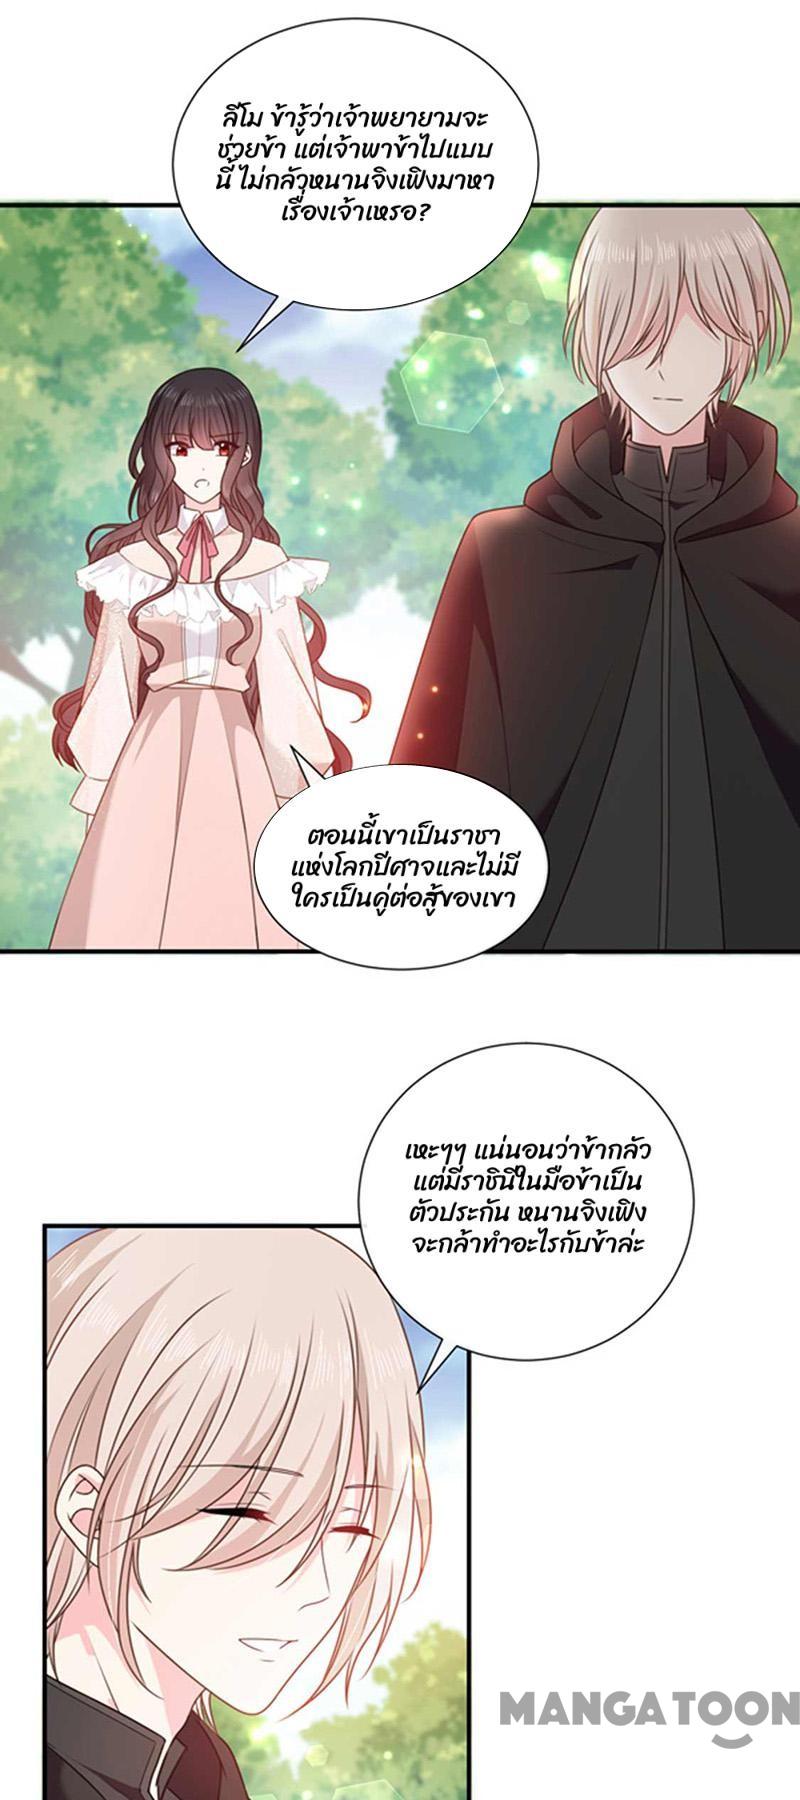 ลีโม ข้ารู้ว่าเจ้าพยายามจะ
ช่วยข้า แต่เจ้าพาข้าไปแบบ
นี้ ไม่กลัวหนานจิงเฟิงมาหา
เรื่องเจ้าเหรอ?
ตอนนี้เขาเป็นราชา
แห่งโลกปีศาจและไม่มี
ใครเป็นคู่ต่อสู้ของเขา
เหะๆๆ แน่นอนว่าข้ากลัว
แต่มีราชินีในมือข้าเป็น
ตัวประกัน หนานจิงเฟิง
จะกล้าทำอะไรกับข้าล่ะ
MANGATOON